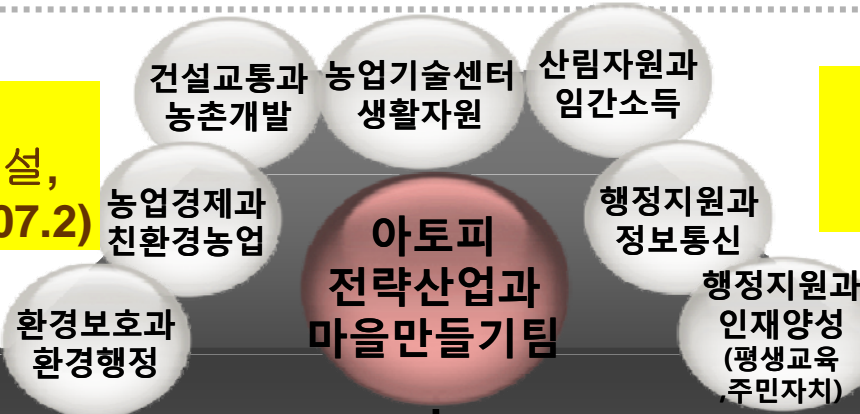 건설교통과
농촌개발
농업기술센터
생활자원
산림자원과
임간소득
설,
07.2)
농업경제과
친환경농업
행정지원과
정보통신
아토피
전략산업과
마을만들기팀
환경보호과
환경행정
행정지원과
인재양성
(평생교육
,주민자치)